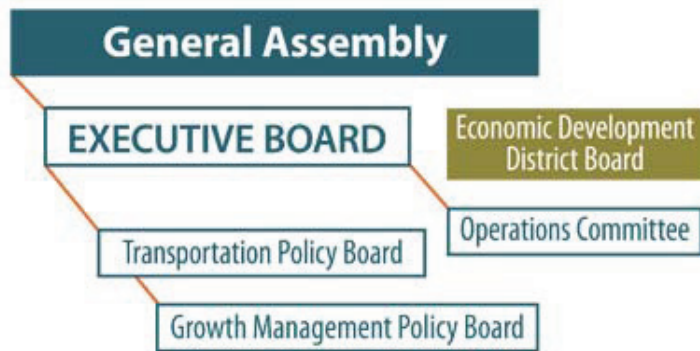 General Assembly
EXECUTIVE BOARD
Economic Development
District Board
Operations Committee
Transportation Policy Board
Growth Management Policy Board